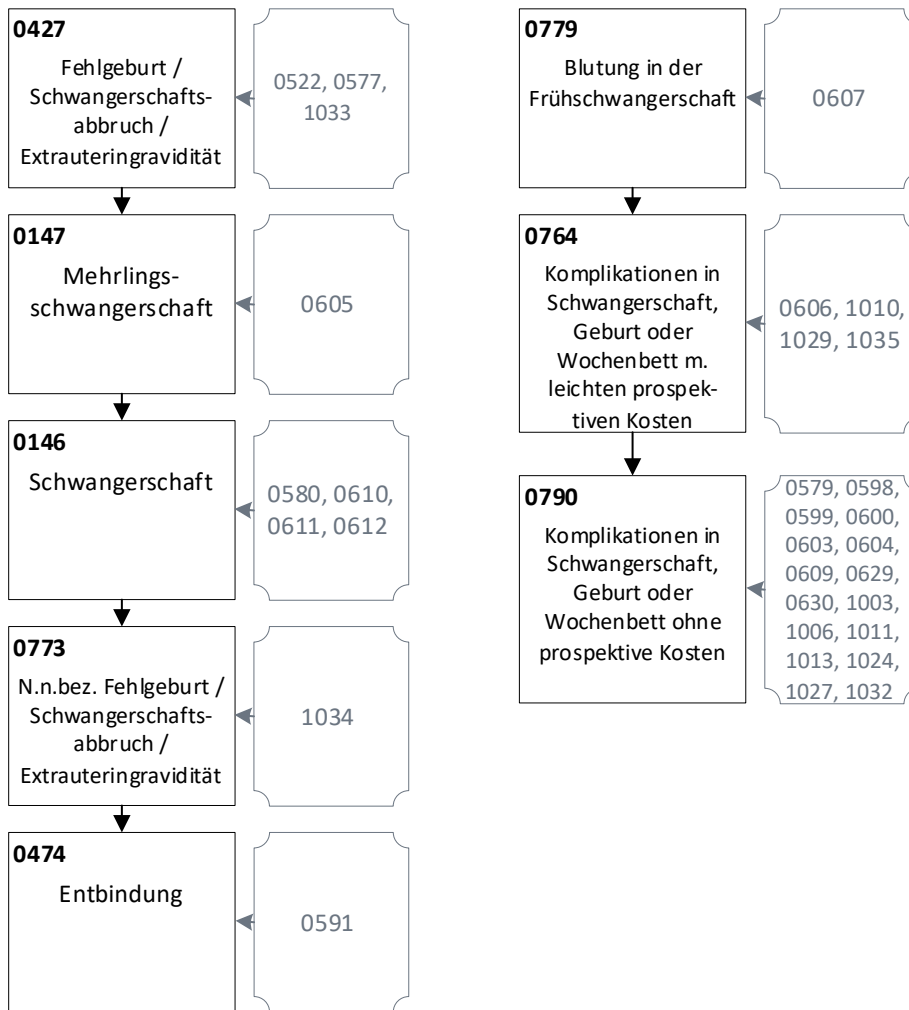 0427
Fehlgeburt /
Schwangerschafts-
abbruch /
Extrauteringravidität
0522, 0577,
1033
0147
Mehrlings-
schwangerschaft
0605
0146
Schwangerschaft
0580, 0610,
0611, 0612
0773
N.n.bez. Fehlgeburt /
Schwangerschafts-
abbruch /
Extrauteringravidität
1034
0474
Entbindung
0591
0779
Blutung in der
Frühschwangerschaft
0607
0764
Komplikationen in
Schwangerschaft,
Geburt oder
Wochenbett m.
leichten prospek-
tiven Kosten
0606, 1010,
1029, 1035
0790
Komplikationen in
Schwangerschaft,
Geburt oder
Wochenbett ohne
prospektive Kosten
0579, 0598,
0599, 0600,
0603, 0604,
0609, 0629,
0630, 1003,
1006, 1011,
1013, 1024,
1027, 1032